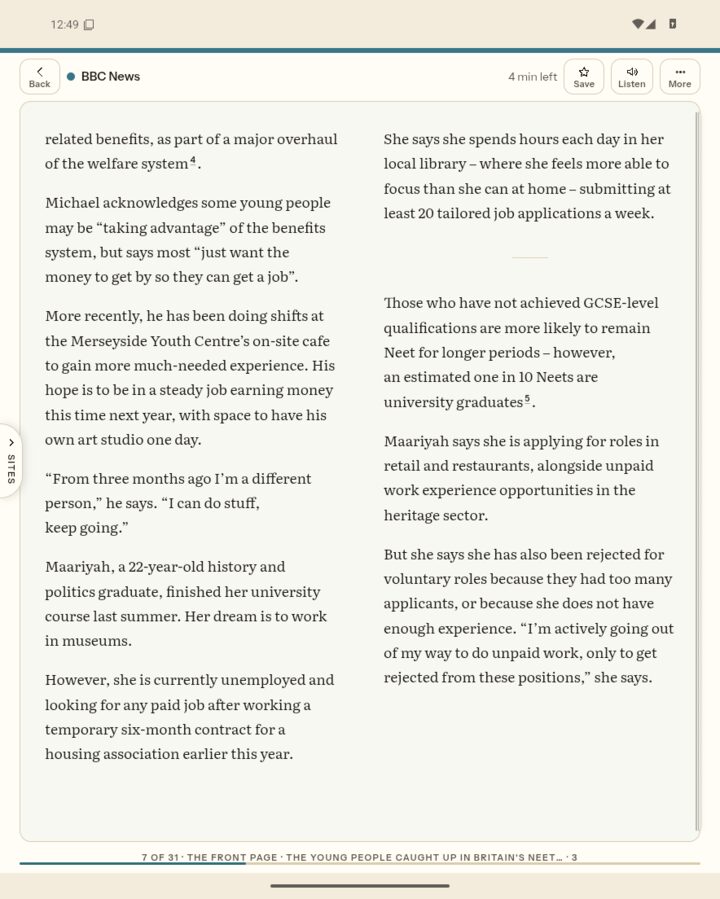 12:49
Back
BBC News
4 min left
Save
Listen
More
related benefits, as part of a major overhaul
of the welfare system4.
Michael acknowledges some young people
may be “taking advantage” of the benefits
system, but says most “just want the
money to get by so they can get a job”.
More recently, he has been doing shifts at
the Merseyside Youth Centre’s on-site cafe
to gain more much-needed experience. His
hope is to be in a steady job earning money
this time next year, with space to have his
own art studio one day.
“From three months ago I’m a different
person,” he says. “I can do stuff,
keep going.”
Maariyah, a 22-year-old history and
politics graduate, finished her university
course last summer. Her dream is to work
in museums.
However, she is currently unemployed and
looking for any paid job after working a
temporary six-month contract for a
housing association earlier this year.
She says she spends hours each day in her
local library – where she feels more able to
focus than she can at home – submitting at
least 20 tailored job applications a week.
Those who have not achieved GCSE-level
qualifications are more likely to remain
Neet for longer periods – however,
an estimated one in 10 Neets are
university graduates5.
Maariyah says she is applying for roles in
retail and restaurants, alongside unpaid
work experience opportunities in the
heritage sector.
But she says she has also been rejected for
voluntary roles because they had too many
applicants, or because she does not have
enough experience. “I’m actively going out
of my way to do unpaid work, only to get
rejected from these positions,” she says.
SITES
7 OF 31 · THE FRONT PAGE · THE YOUNG PEOPLE CAUGHT UP IN BRITAIN’S NEET… · 3